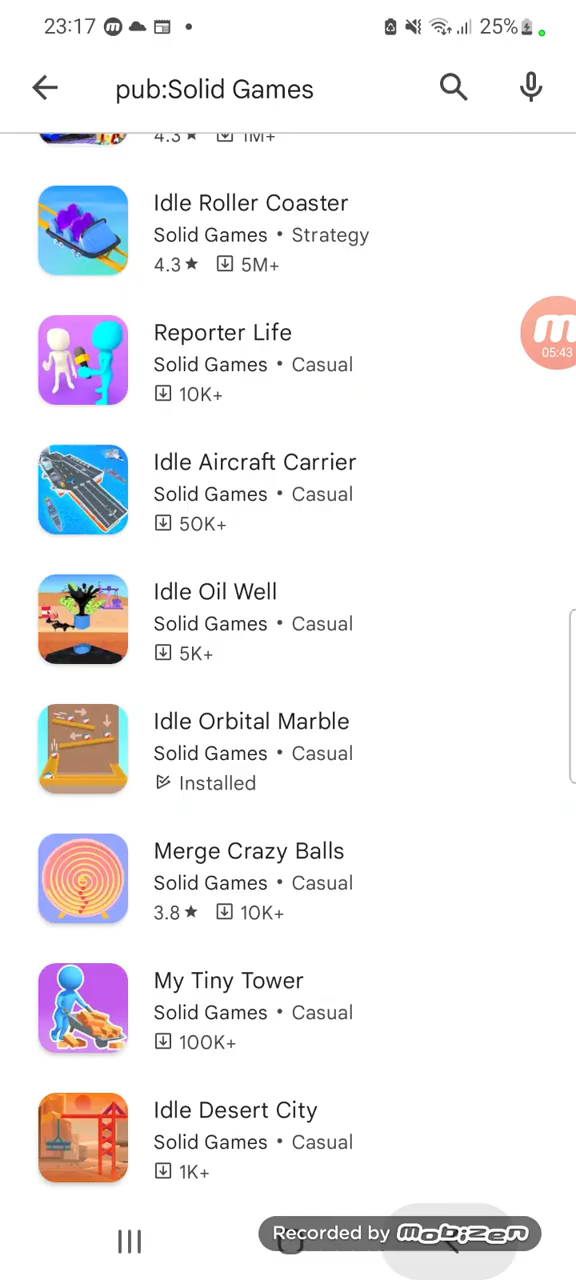 23:17 25%
pub:Solid Games
4.3★ 1M+
Idle Roller Coaster
Solid Games • Strategy
4.3★ 5M+
Reporter Life
Solid Games • Casual
10K+
05:43
Idle Aircraft Carrier
Solid Games • Casual
50K+
Idle Oil Well
Solid Games • Casual
5K+
Idle Orbital Marble
Solid Games • Casual
Installed
Merge Crazy Balls
Solid Games • Casual
3.8★ 10K+
My Tiny Tower
Solid Games • Casual
100K+
Idle Desert City
Solid Games • Casual
1K+
Recorded by mobizen